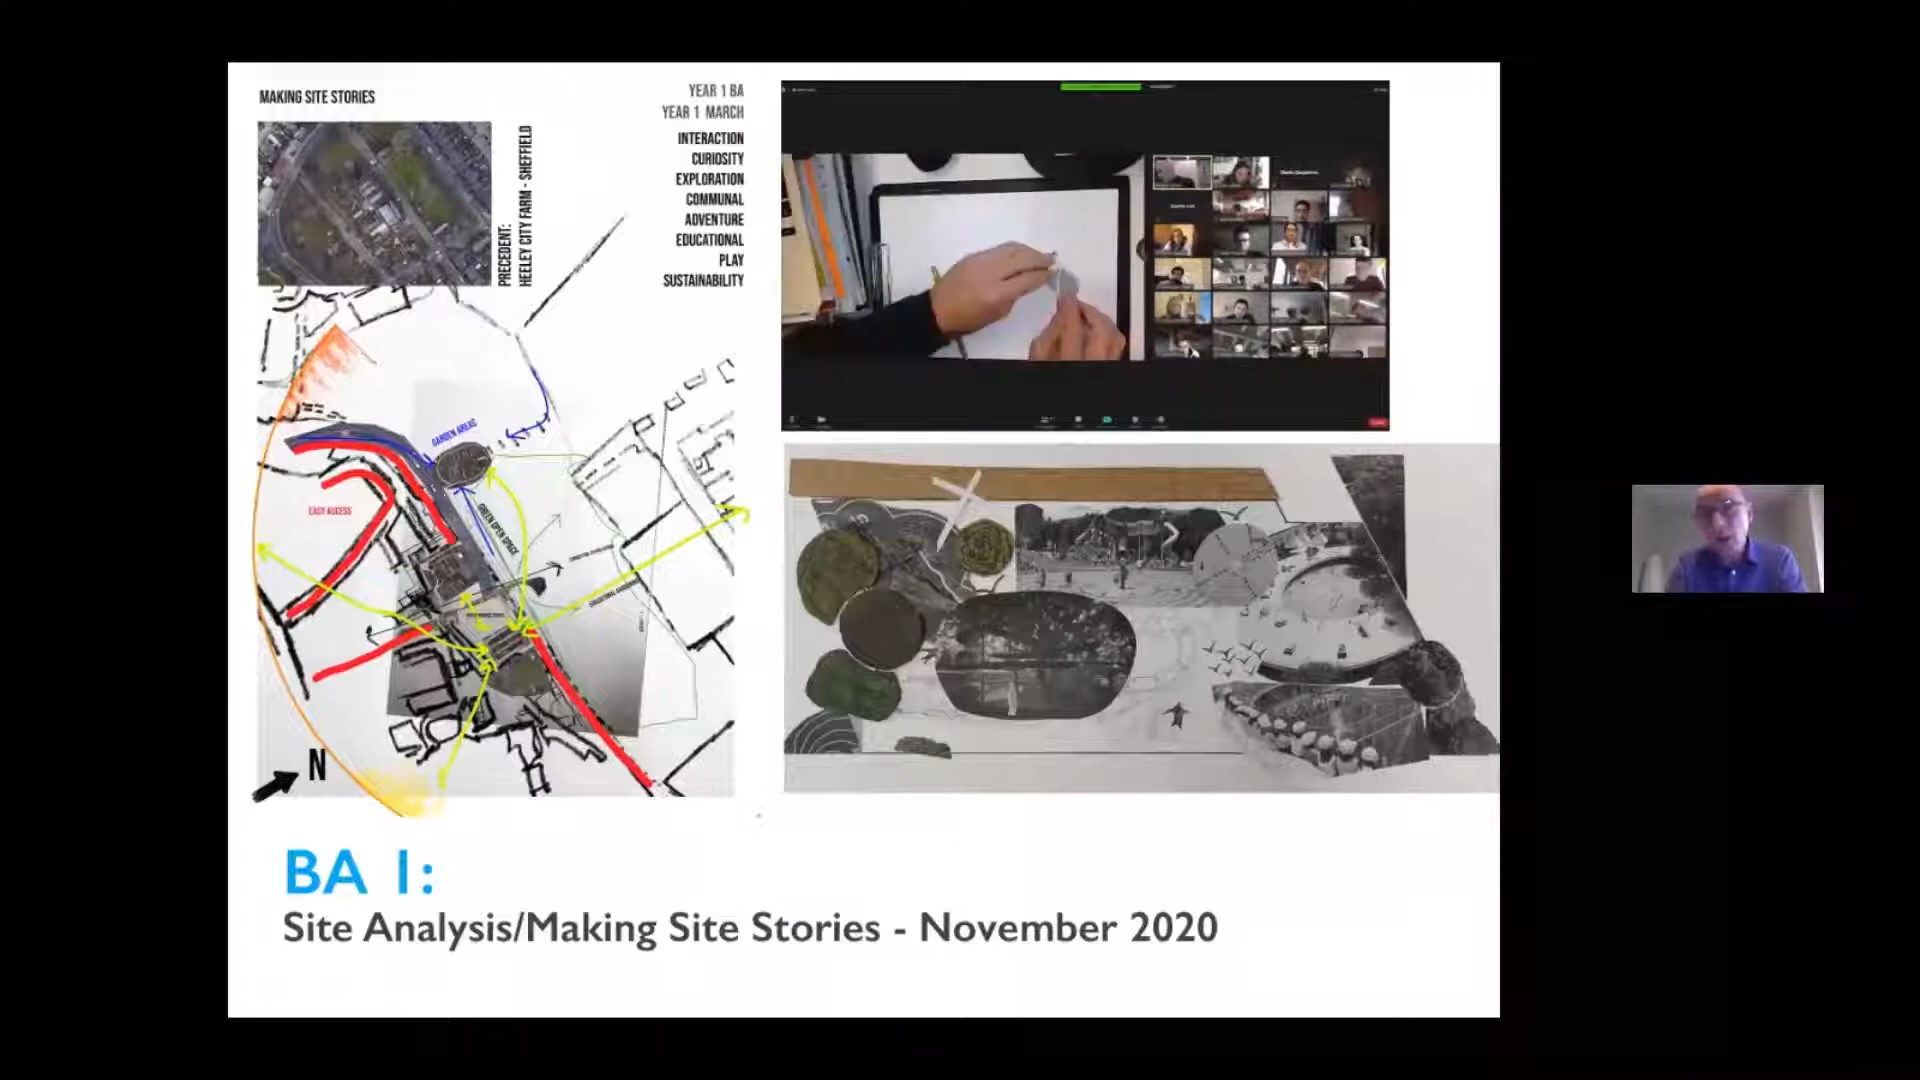 MAKING SITE STORIES
PRECEDENT:
HEELEY CITY FARM - SHEFFIELD
YEAR 1 BA
YEAR 1 MARCH
INTERACTION
CURIOSITY
EXPLORATION
COMMUNAL
ADVENTURE
EDUCATIONAL
PLAY
SUSTAINABILITY
GARDEN AREAS
GREEN OPEN SPACE
EASY ACCESS
N
BA 1:
Site Analysis/Making Site Stories - November 2020